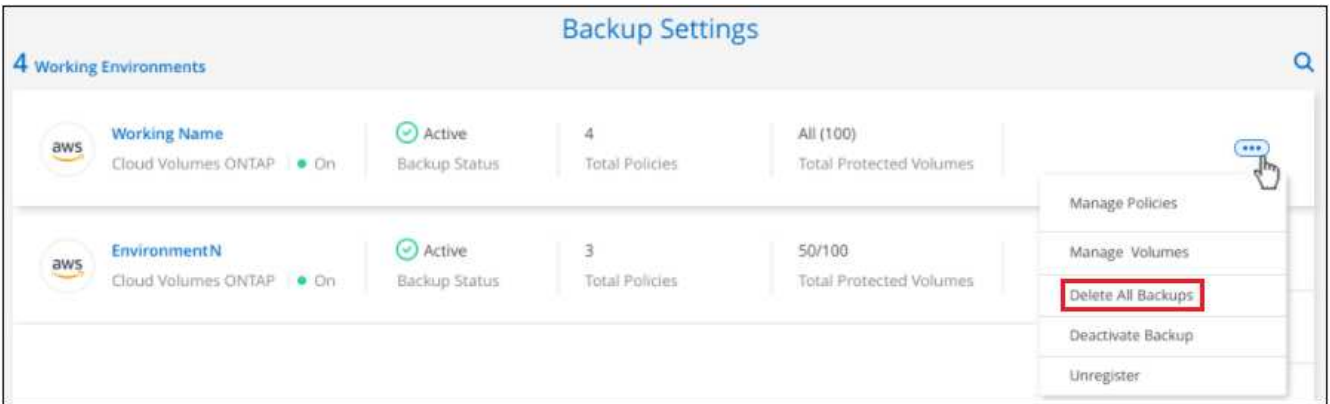 Backup Settings
4 Working Environments
aws
Working Name
Cloud Volumes ONTAP On
Active
Backup Status
4
Total Policies
All (100)
Total Protected Volumes
Manage Policies
Manage Volumes
Delete All Backups
Deactivate Backup
Unregister
aws
EnvironmentN
Cloud Volumes ONTAP On
Active
Backup Status
3
Total Policies
50/100
Total Protected Volumes